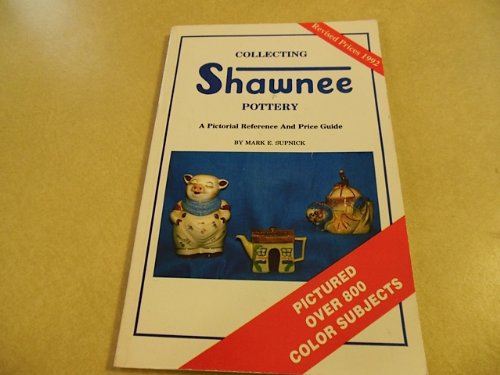 Revised Prices 1992
COLLECTING
Shawnee
POTTERY
A Pictorial Reference And Price Guide
BY MARK E. SUPNICK
PICTURED
OVER 800
COLOR SUBJECTS